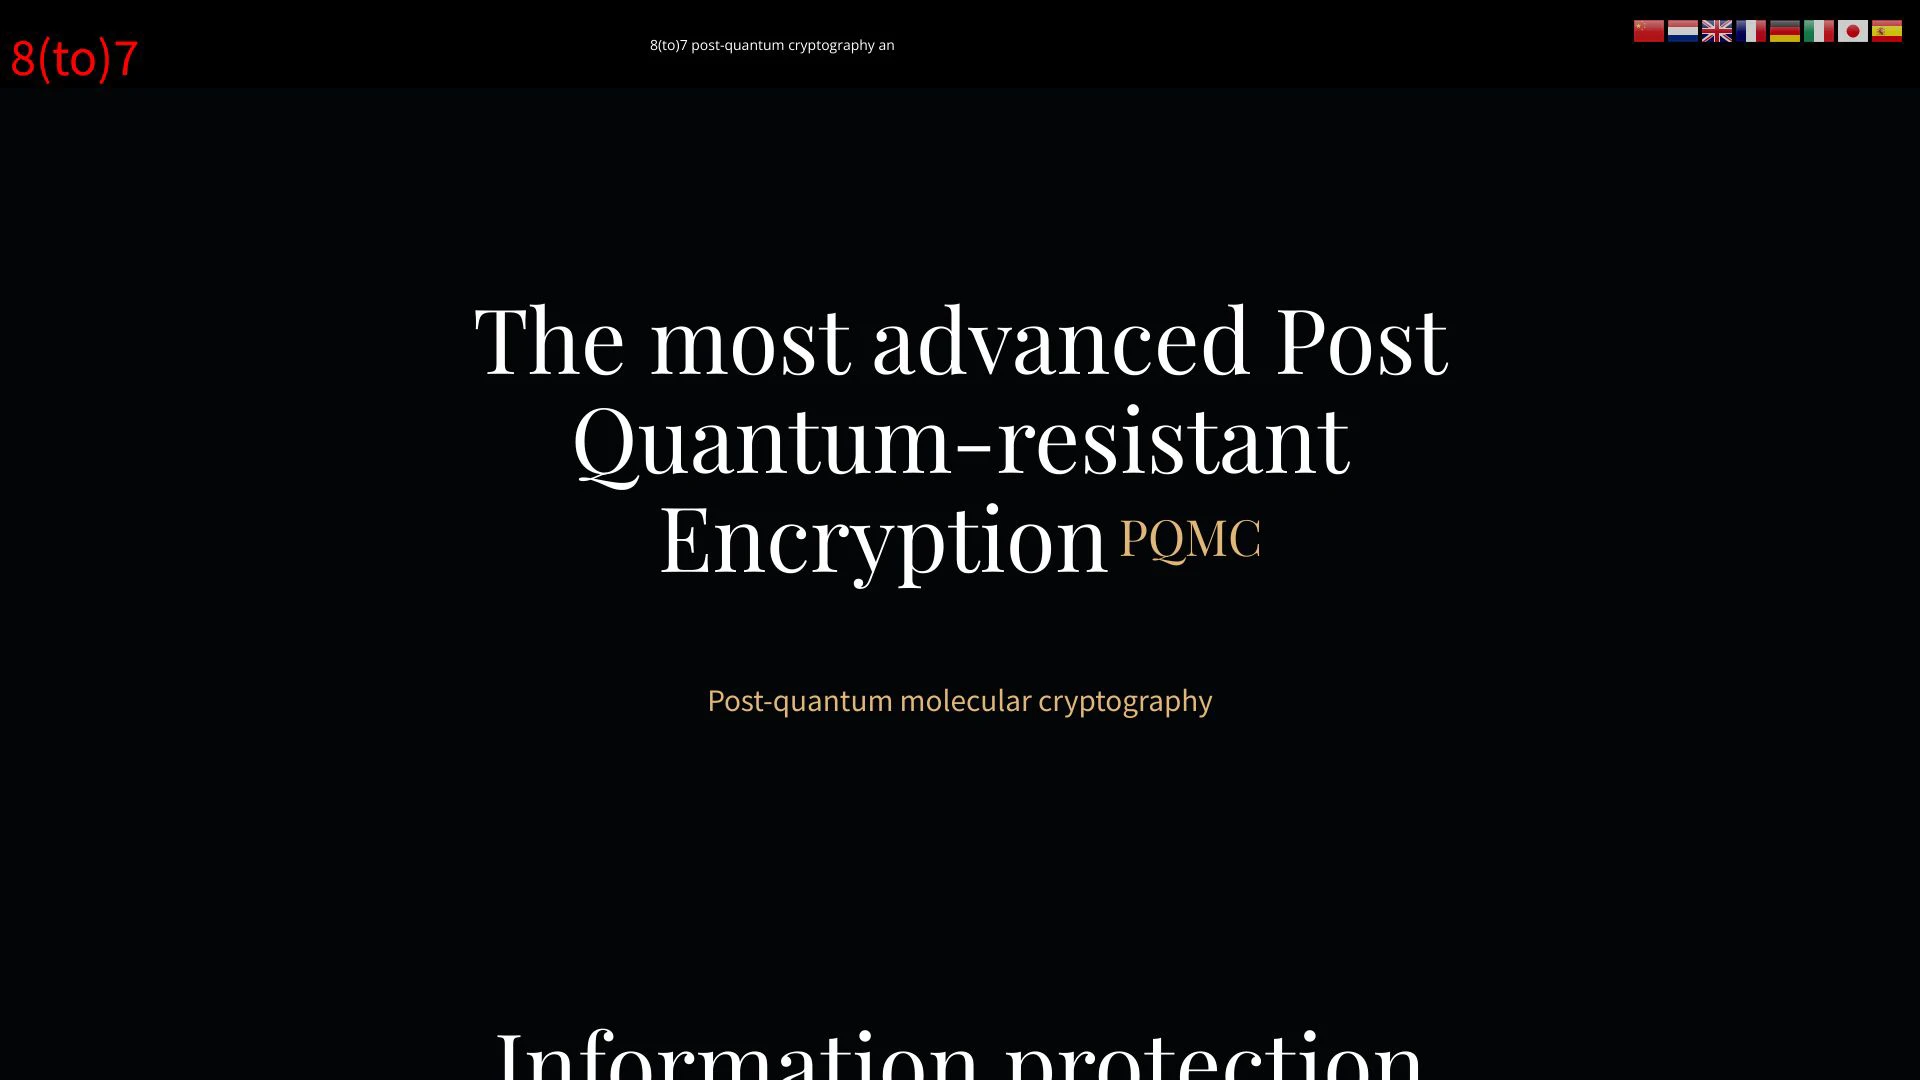 8(to)7
8(to)7 post-quantum cryptography an
The most advanced Post
Quantum-resistant
Encryption PQMC
Post-quantum molecular cryptography
Information protection